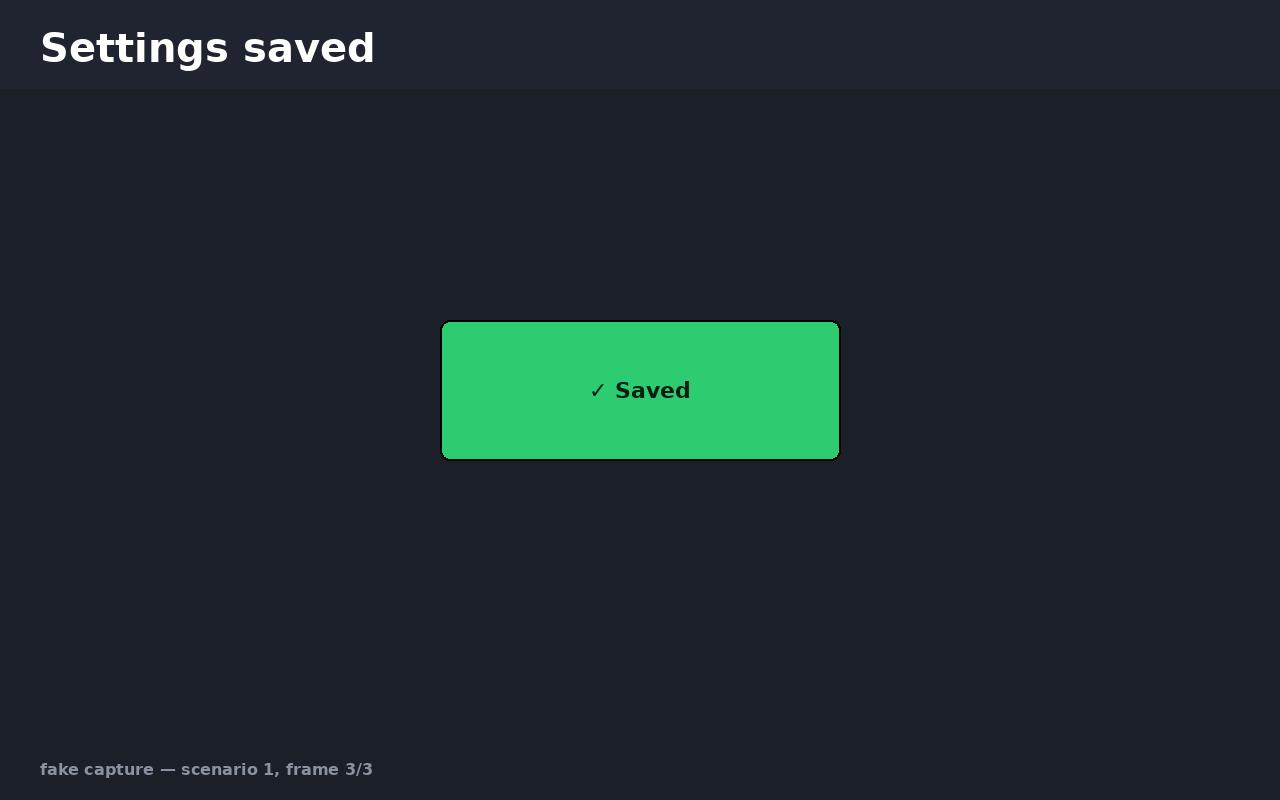 Settings saved
✓ Saved
fake capture — scenario 1, frame 3/3